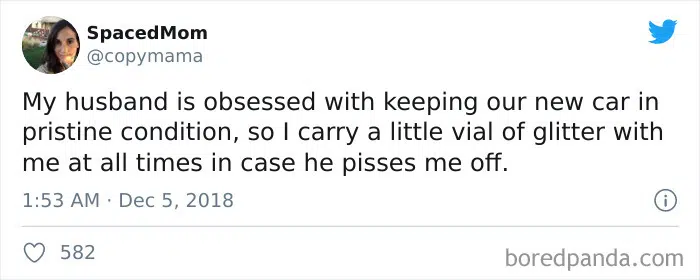 SpacedMom
@copymama
My husband is obsessed with keeping our new car in
pristine condition, so I carry a little vial of glitter with
me at all times in case he pisses me off.
1:53 AM · Dec 5, 2018
582
boredpanda.com